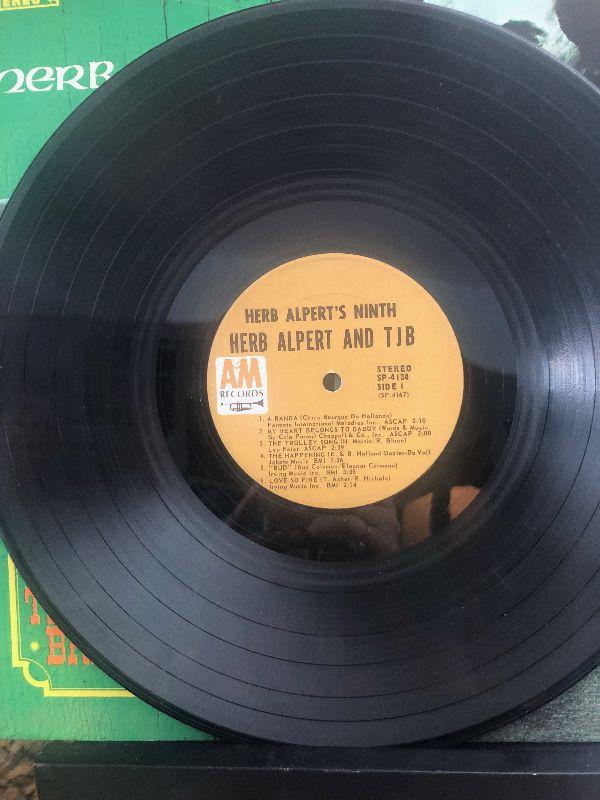 STEREO
HERB
HERB ALPERT'S NINTH
HERB ALPERT AND TJB
A&M
RECORDS
STEREO
SP-4134
SIDE 1
(SP-4167)
1. A BANDA (Chico Buarque De Hollanda)
Fermata International Melodies Inc. ASCAP 2:10
2. MY HEART BELONGS TO DADDY (Words & Music
By Cole Porter) Chappell & Co., Inc. ASCAP 2:00
3. THE TROLLEY SONG (H. Martin/R. Blane)
Leo Feist ASCAP 2:39
4. THE HAPPENING (E. & B. Holland-Dozier-De Vol)
Jobete Music BMI 2:26
5. "BUD" (Bud Coleman/Eleanor Coleman)
Irving Music Inc. BMI 3:38
6. LOVE SO FINE (T. Asher/R. Nichols)
Irving Music Inc. BMI 2:14